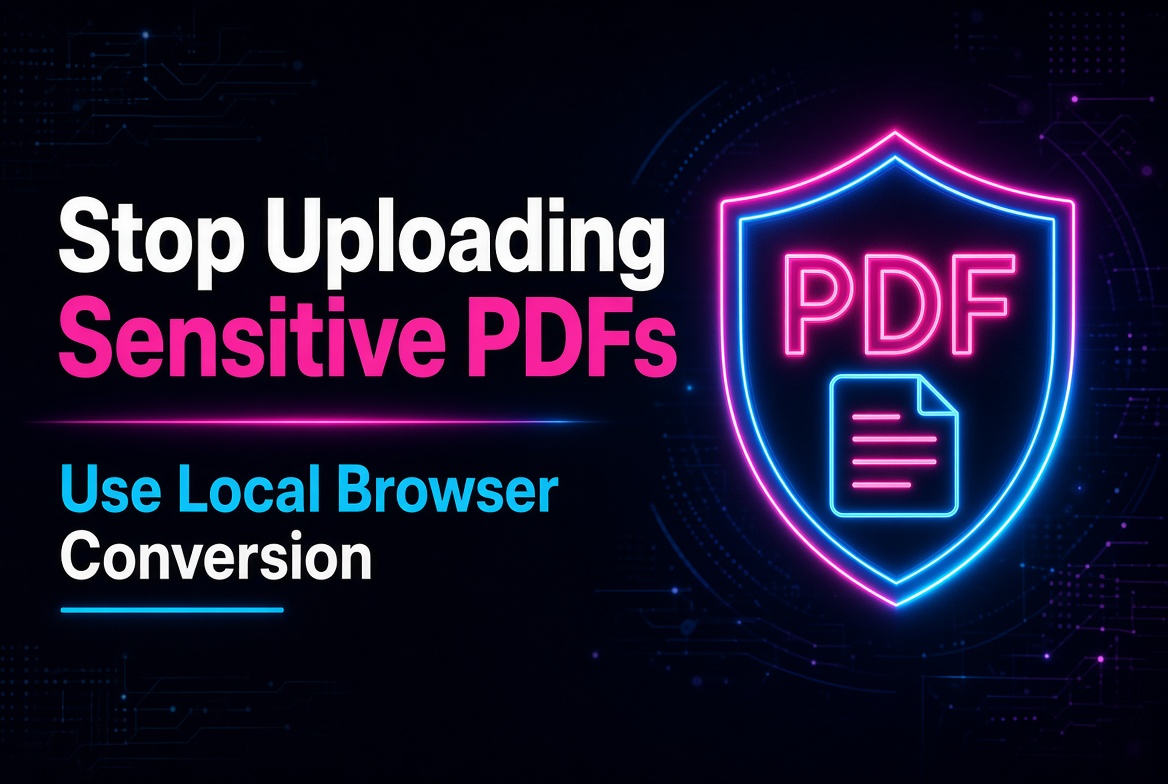 Stop Uploading
Sensitive PDFs
Use Local Browser
Conversion
PDF